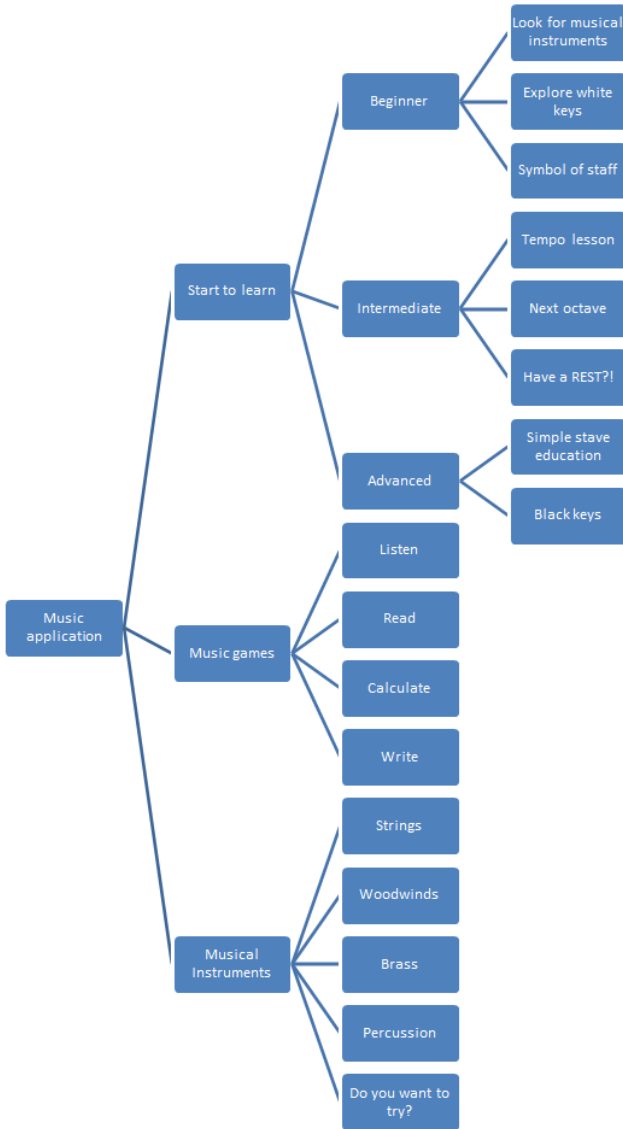 Look for musical
instruments
Beginner
Explore white
keys
Symbol of staff
Tempo lesson
Start to learn
Intermediate
Next octave
Have a REST?!
Simple stave
education
Advanced
Black keys
Listen
Music
application
Read
Music games
Calculate
Write
Strings
Woodwinds
Musical
Instruments
Brass
Percussion
Do you want to
try?